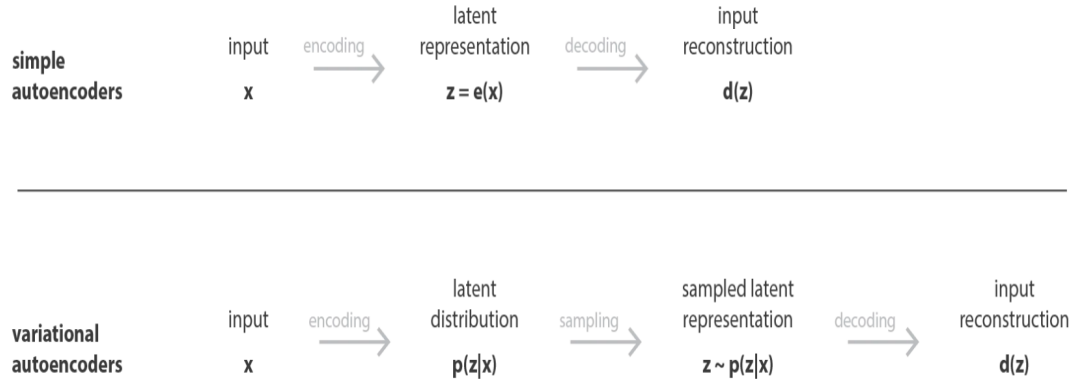 latent
input
input
encoding
representation
decoding
reconstruction
simple
autoencoders
x
z = e(x)
d(z)
latent
sampled latent
input
input
encoding
distribution
sampling
representation
decoding
reconstruction
variational
autoencoders
x
p(z|x)
z ~ p(z|x)
d(z)